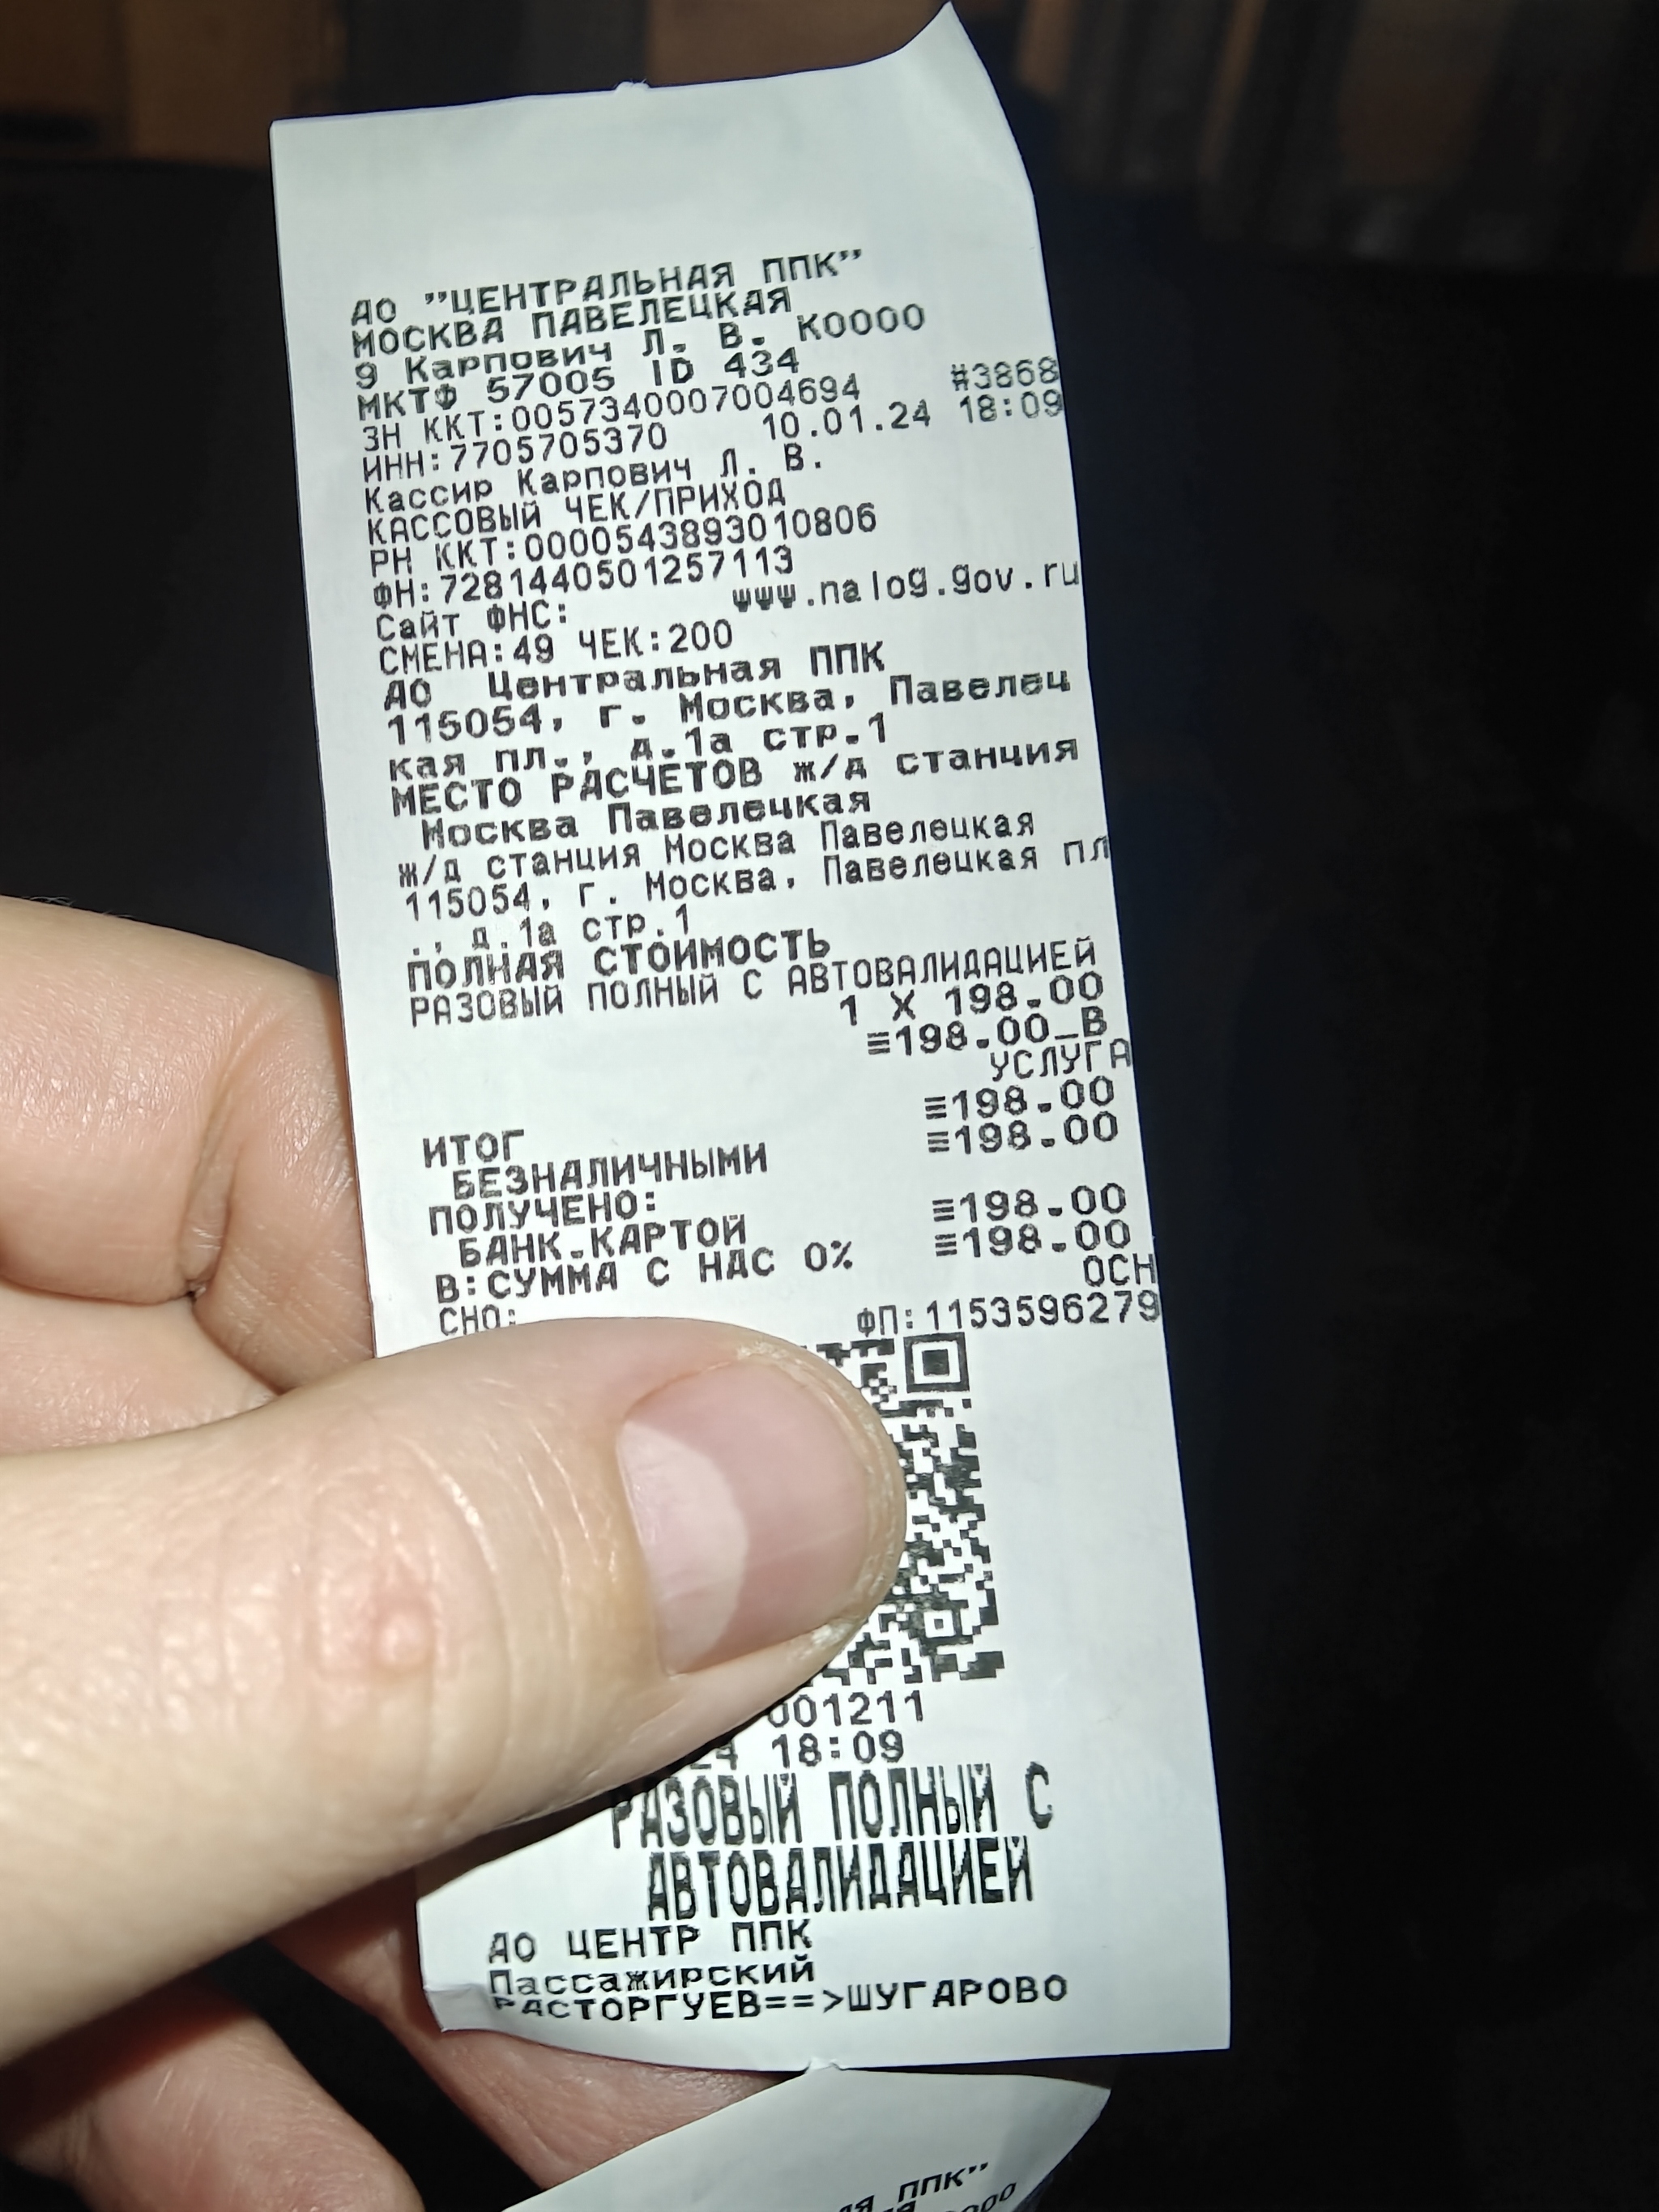 АО "ЦЕНТРАЛЬНАЯ ППК"
МОСКВА ПАВЕЛЕЦКАЯ
9 Карпович Л. В. К0000
МКТФ 57005 ID 434
ЗН ККТ:0057340007004694 #3868
ИНН:7705705370 10.01.24 18:09
Кассир Карпович Л. В.
КАССОВЫЙ ЧЕК/ПРИХОД
РН ККТ:0000543893010806
ФН:7281440501257113
Сайт ФНС: www.nalog.gov.ru
СМЕНА:49 ЧЕК:200
АО Центральная ППК
115054, г. Москва, Павелец
кая пл., д.1а стр.1
МЕСТО РАСЧЕТОВ ж/д станция
Москва Павелецкая
ж/д станция Москва Павелецкая
115054, Г. Москва, Павелецкая пл
., д.1а стр.1
ПОЛНАЯ СТОИМОСТЬ
РАЗОВЫЙ ПОЛНЫЙ С АВТОВАЛИДАЦИЕЙ
1 X 198.00
≡198.00_В
УСЛУГА
ИТОГ ≡198.00
БЕЗНАЛИЧНЫМИ ≡198.00
ПОЛУЧЕНО:
БАНК.КАРТОЙ ≡198.00
В:СУММА С НДС 0% ≡198.00
СНО: ОСН
ФП:1153596279
001211
24 18:09
РАЗОВЫЙ ПОЛНЫЙ С
АВТОВАЛИДАЦИЕЙ
АО ЦЕНТР ППК
Пассажирский
РАСТОРГУЕВ==>ШУГАРОВО
ППК"